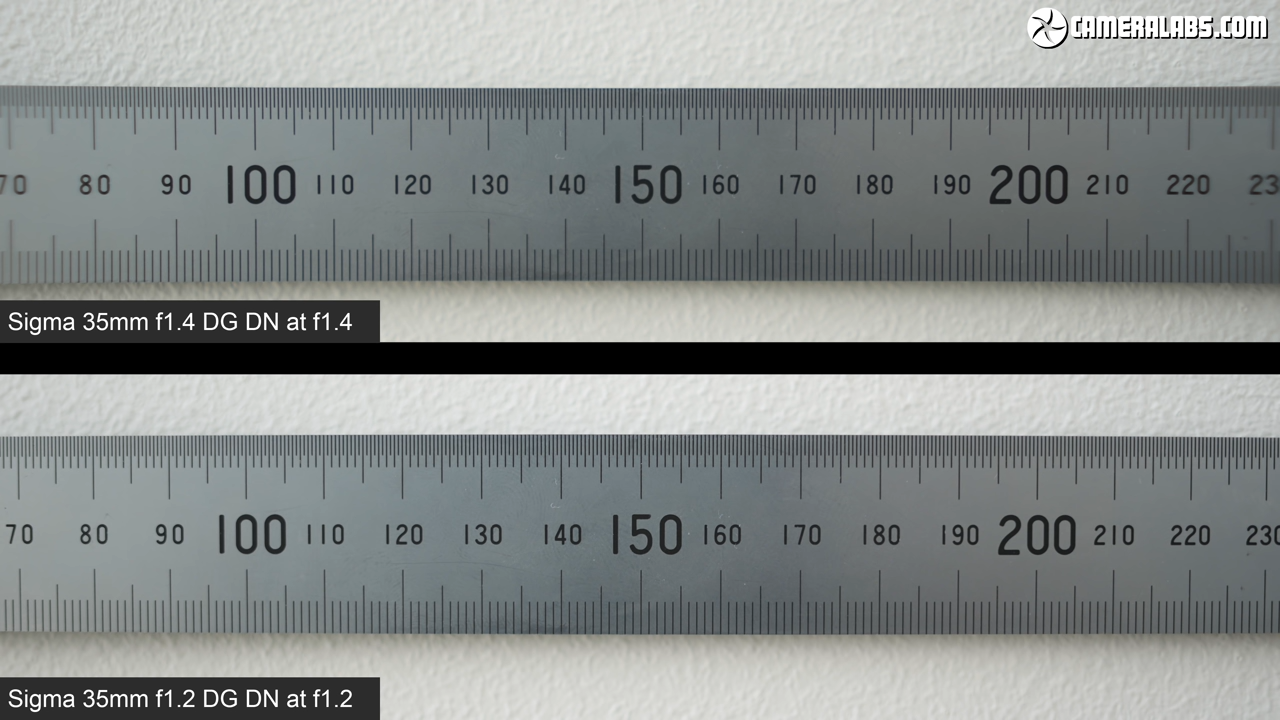 CAMERALABS.COM
70 80 90 100 110 120 130 140 150 160 170 180 190 200 210 220 23
Sigma 35mm f1.4 DG DN at f1.4
70 80 90 100 110 120 130 140 150 160 170 180 190 200 210 220 230
Sigma 35mm f1.2 DG DN at f1.2